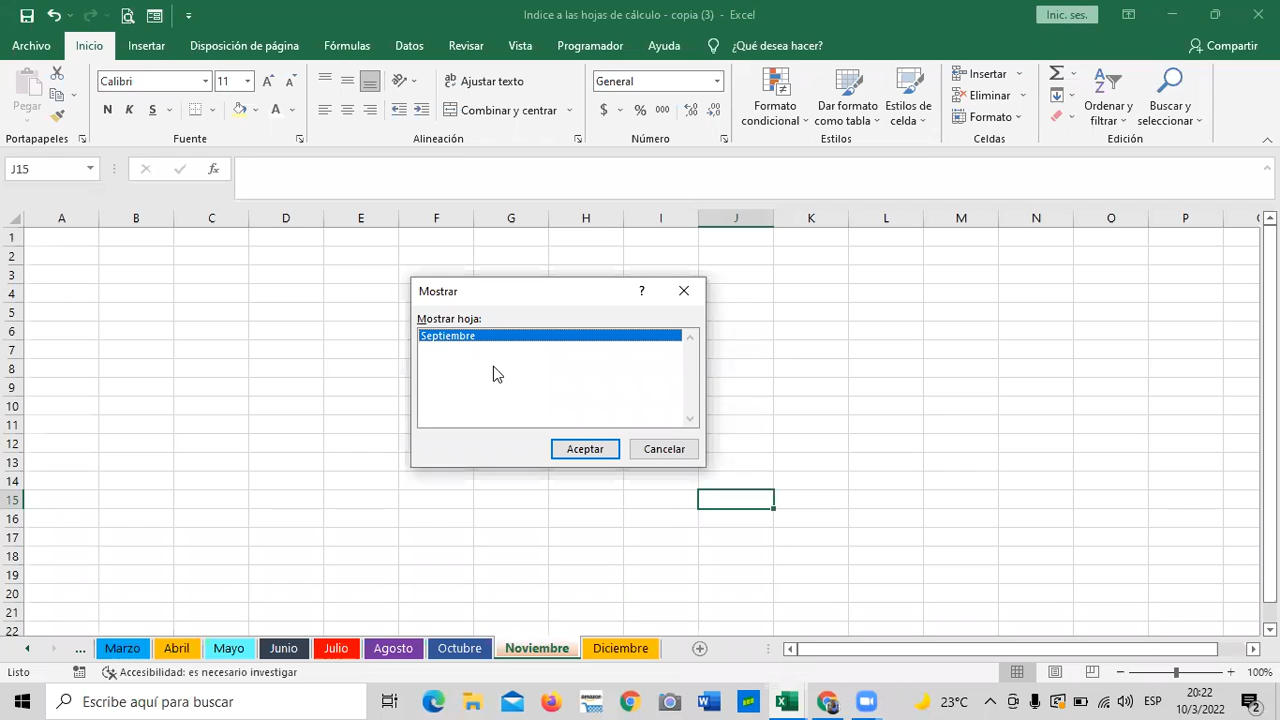 Indice a las hojas de cálculo - copia (3) - Excel
Inic. ses.
Archivo Inicio Insertar Disposición de página Fórmulas Datos Revisar Vista Programador Ayuda ¿Qué desea hacer? Compartir
Pegar
Calibri 11
N K S
A A
Ajustar texto
Combinar y centrar
General
$ % 000
Formato condicional
Dar formato como tabla
Estilos de celda
Insertar
Eliminar
Formato
Ordenar y filtrar
Buscar y seleccionar
Portapapeles Fuente Alineación Número Estilos Celdas Edición
J15 fx
A B C D E F G H I J K L M N O P
1
2
3
4
5
6
7
8
9
10
11
12
13
14
15
16
17
18
19
20
21
22
Mostrar ?
Mostrar hoja:
Septiembre
Aceptar Cancelar
... Marzo Abril Mayo Junio Julio Agosto Octubre Noviembre Diciembre
Listo Accesibilidad: es necesario investigar 100%
Escribe aquí para buscar 23°C ESP 20:22
10/3/2022 2